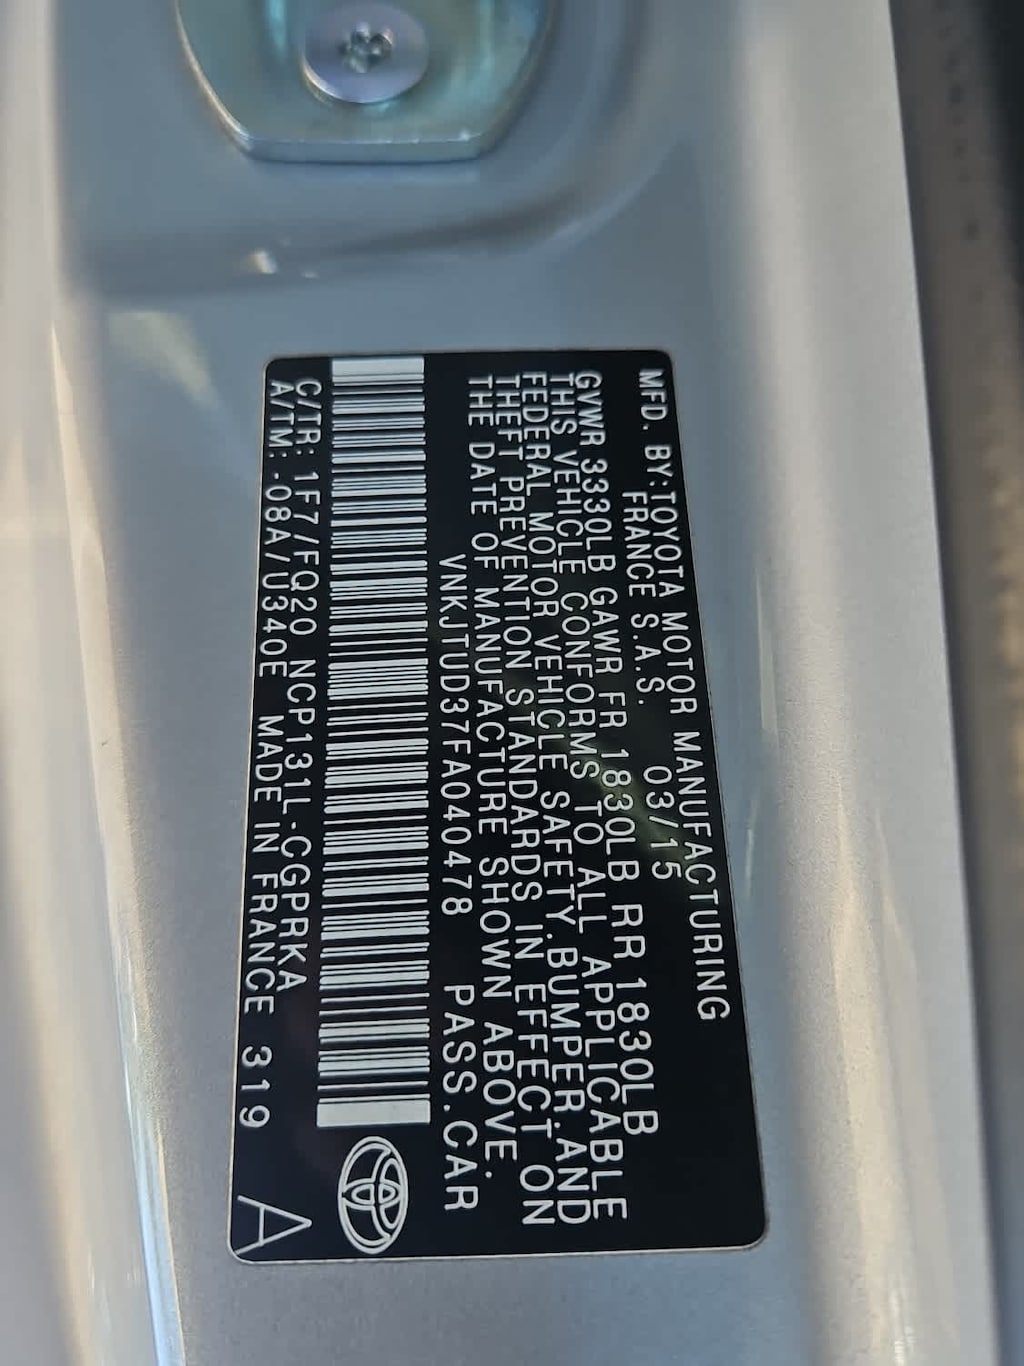 MFD. BY:TOYOTA MOTOR MANUFACTURING
FRANCE S.A.S. 03/15
GVWR 3330LB GAWR FR 1830LB RR 1830LB
THIS VEHICLE CONFORMS TO ALL APPLICABLE
FEDERAL MOTOR VEHICLE SAFETY.BUMPER.AND
THEFT PREVENTION STANDARDS IN EFFECT ON
THE DATE OF MANUFACTURE SHOWN ABOVE.
VNKJTUD37FA040478 PASS.CAR
C/TR: 1F7/FQ20 NCP131L-CGPRKA
A/TM: -08A/U340E MADE IN FRANCE 319 A